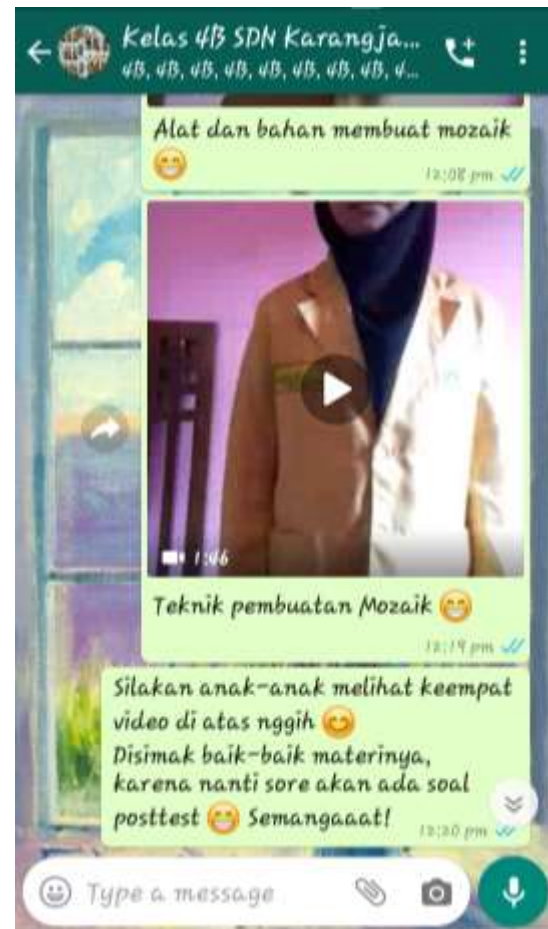 Kelas 4B SDN Karangja...
4B, 4B, 4B, 4B, 4B, 4B, 4B, 4B, 4...
Alat dan bahan membuat mozaik
😁
12:08 pm
1:46
Teknik pembuatan Mozaik 😁
12:19 pm
Silakan anak-anak melihat keempat
video di atas nggih 😊
Disimak baik-baik materinya,
karena nanti sore akan ada soal
posttest 😁 Semangaaat!
12:20 pm
Type a message